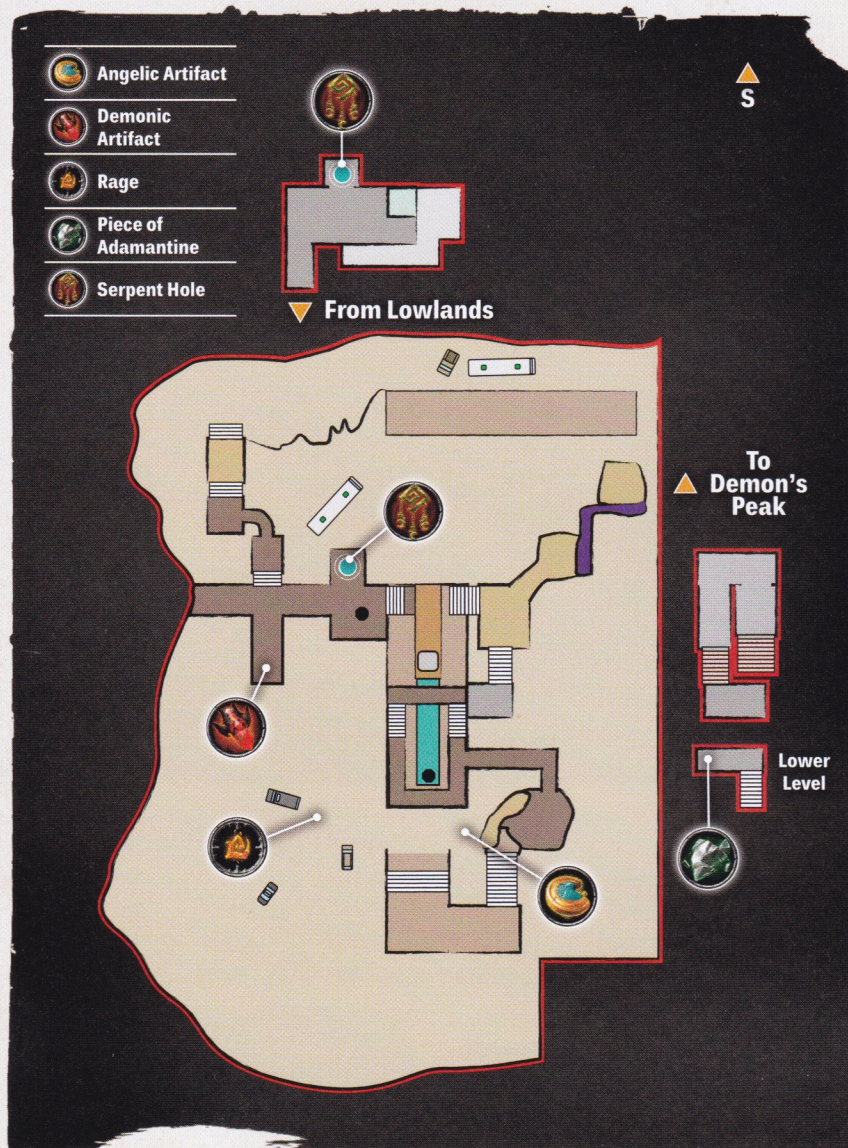 Angelic Artifact
Demonic
Artifact
Rage
Piece of
Adamantine
Serpent Hole
S
From Lowlands
To
Demon's
Peak
Lower
Level